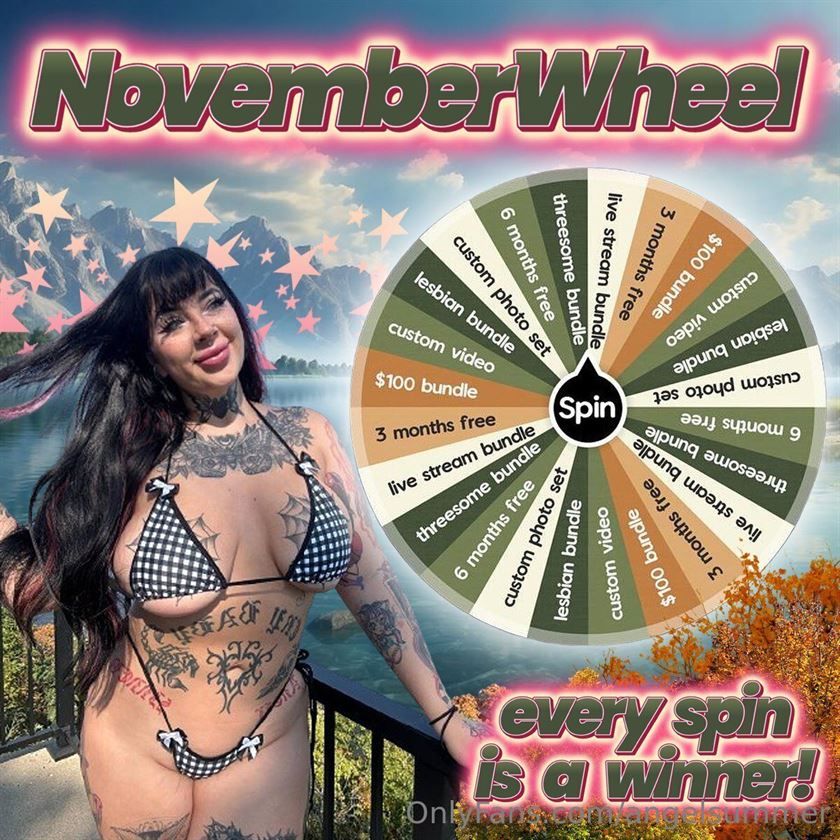 NovemberWheel
live stream bundle
3 months free
$100 bundle
custom video
lesbian bundle
custom photo set
6 months free
threesome bundle
live stream bundle
3 months free
$100 bundle
custom video
lesbian bundle
custom photo set
6 months free
threesome bundle
live stream bundle
3 months free
$100 bundle
custom video
lesbian bundle
custom photo set
6 months free
threesome bundle
Spin
every spin
is a winner!
OnlyFans.com/angelsummer